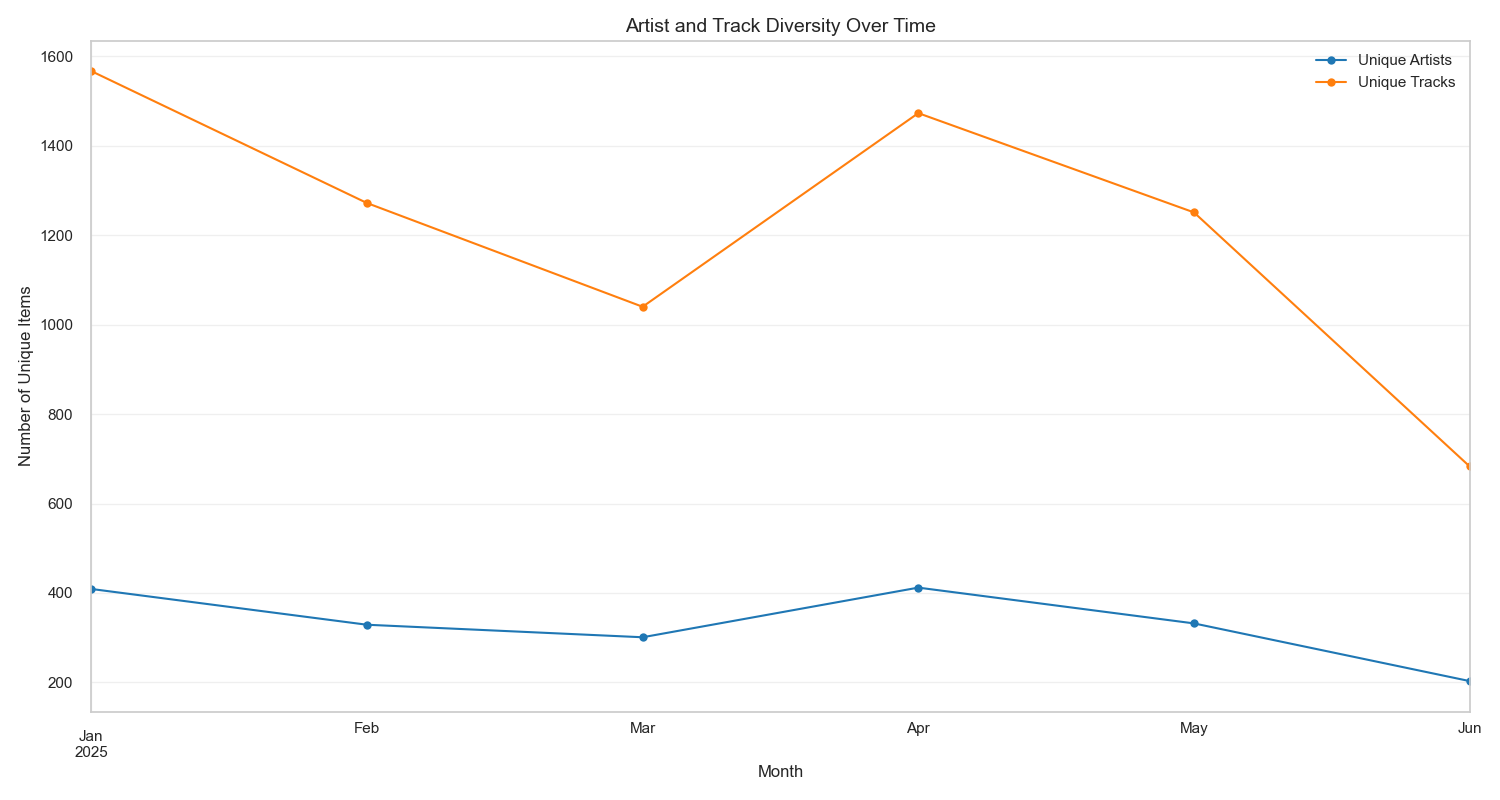 Artist and Track Diversity Over Time
Unique Artists
Unique Tracks
Number of Unique Items
1600
1400
1200
1000
800
600
400
200
Jan
2025
Feb
Mar
Apr
May
Jun
Month